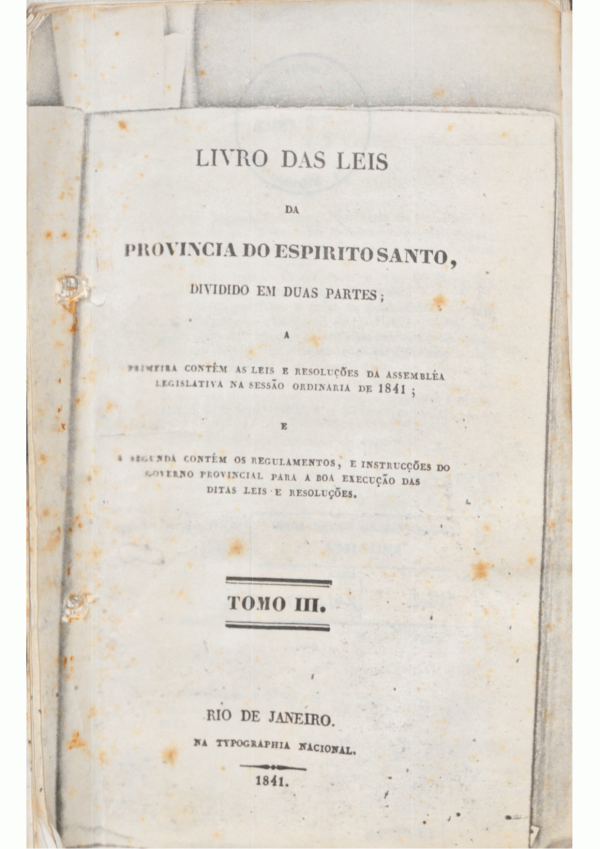 LIVRO DAS LEIS
DA
PROVINCIA DO ESPIRITO SANTO,
DIVIDIDO EM DUAS PARTES;
A
PRIMEIRA CONTÊM AS LEIS E RESOLUÇÕES DA ASSEMBLÉA
LEGISLATIVA NA SESSÃO ORDINARIA DE 1841;
E
A SEGUNDA CONTÊM OS REGULAMENTOS, E INSTRUCÇÕES DO
GOVERNO PROVINCIAL PARA A BOA EXECUÇÃO DAS
DITAS LEIS E RESOLUÇÕES.
TOMO III.
RIO DE JANEIRO.
NA TYPOGRAPHIA NACIONAL.
1841.